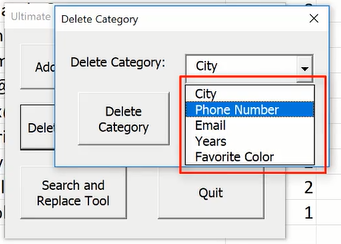 Ultimate
Delete Category
Delete Category:
City
City
Phone Number
Email
Years
Favorite Color
Delete
Category
Search and
Replace Tool
Quit
2
1